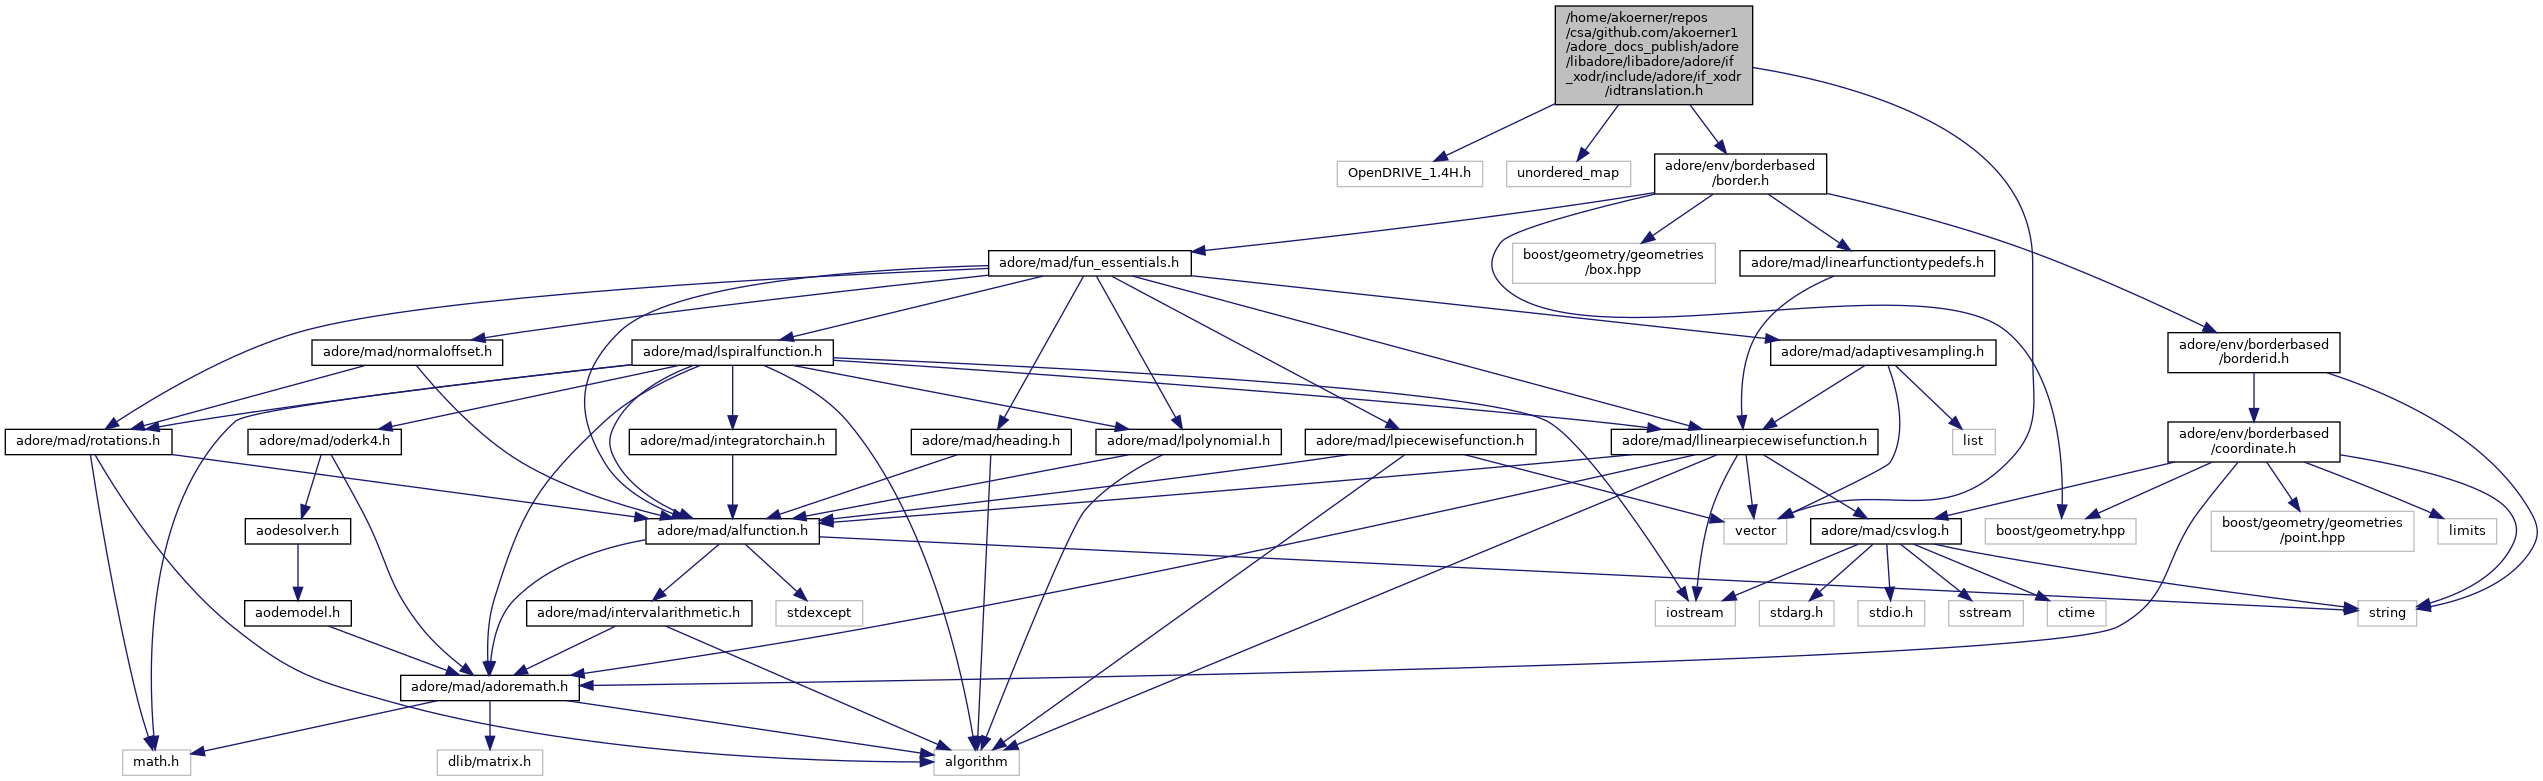 /home/akoerner/repos
/csa/github.com/akoerner1
/adore_docs_publish/adore
/libadore/libadore/adore/if
_xodr/include/adore/if_xodr
/idtranslation.h
OpenDRIVE_1.4H.h
unordered_map
adore/env/borderbased
/border.h
adore/mad/fun_essentials.h
boost/geometry/geometries
/box.hpp
adore/mad/linearfunctiontypedefs.h
adore/mad/normaloffset.h
adore/mad/lspiralfunction.h
adore/mad/adaptivesampling.h
adore/env/borderbased
/borderid.h
adore/mad/rotations.h
adore/mad/oderk4.h
adore/mad/integratorchain.h
adore/mad/heading.h
adore/mad/lpolynomial.h
adore/mad/lpiecewisefunction.h
adore/mad/llinearpiecewisefunction.h
list
adore/env/borderbased
/coordinate.h
aodesolver.h
adore/mad/alfunction.h
vector
adore/mad/csvlog.h
boost/geometry.hpp
boost/geometry/geometries
/point.hpp
limits
aodemodel.h
adore/mad/intervalarithmetic.h
stdexcept
iostream
stdarg.h
stdio.h
sstream
ctime
string
adore/mad/adoremath.h
math.h
dlib/matrix.h
algorithm